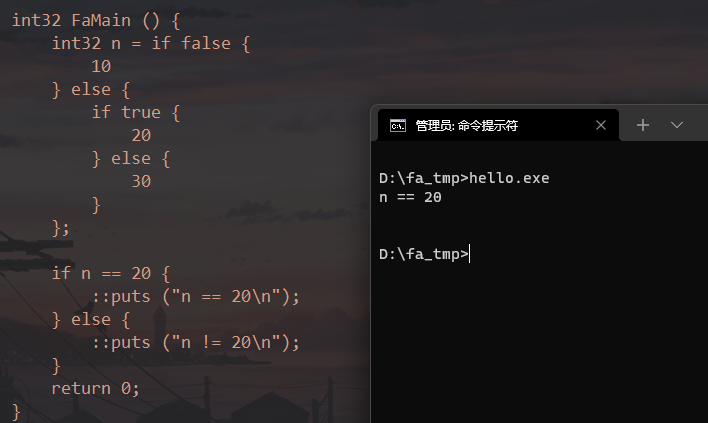 int32 FaMain () {
    int32 n = if false {
        10
    } else {
        if true {
            20
        } else {
            30
        }
    };

    if n == 20 {
        ::puts ("n == 20\n");
    } else {
        ::puts ("n != 20\n");
    }
    return 0;
}
管理员: 命令提示符
D:\fa_tmp>hello.exe
n == 20

D:\fa_tmp>